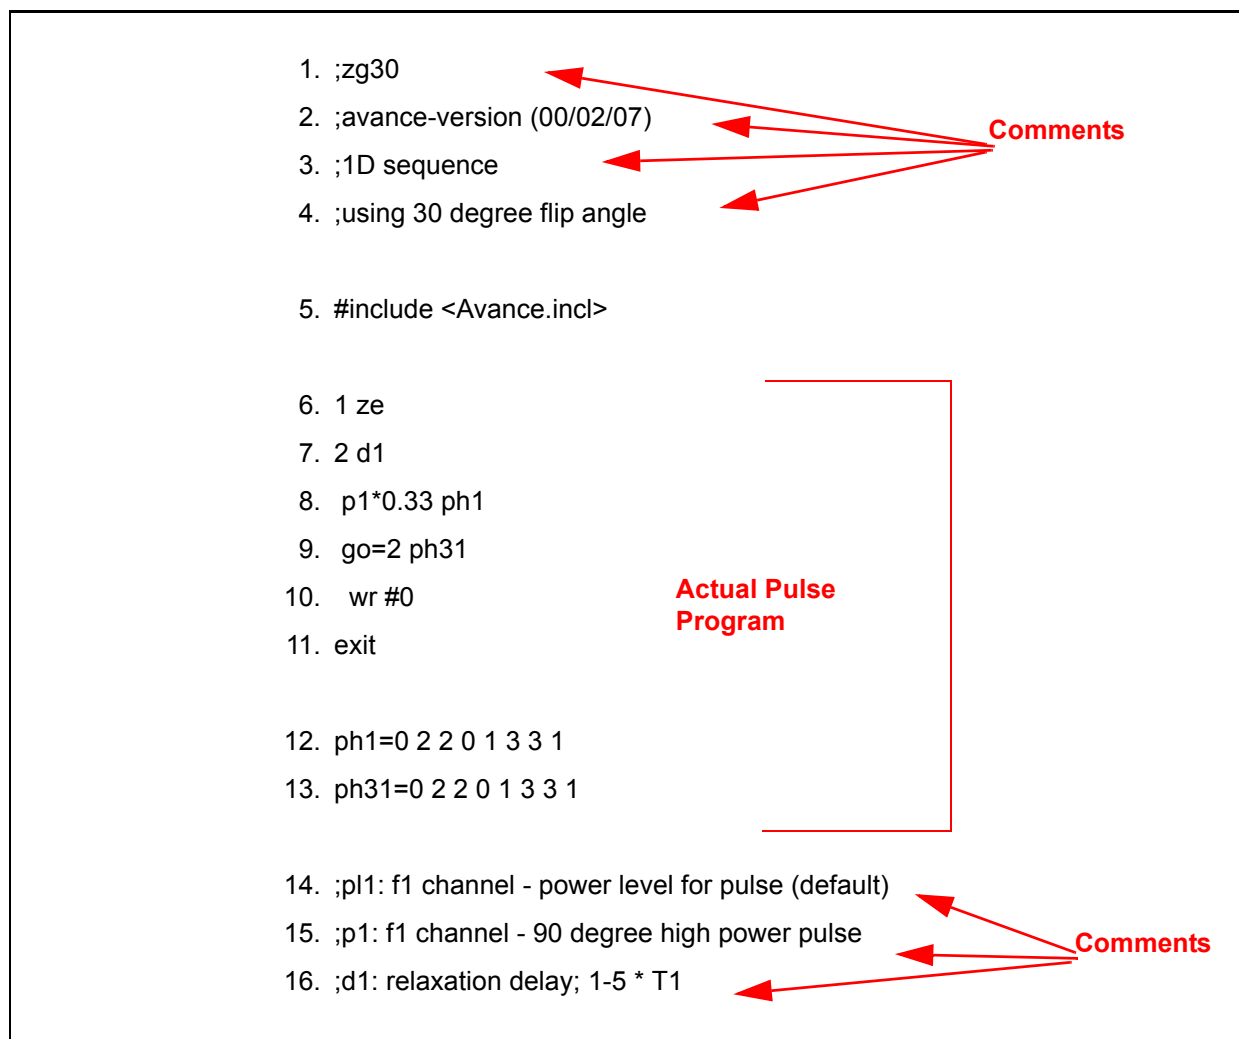 1. ;zg30
2. ;avance-version (00/02/07)
Comments
3. ;1D sequence
4. ;using 30 degree flip angle
5. #include <Avance.incl>
6. 1 ze
7. 2 d1
8. p1*0.33 ph1
9. go=2 ph31
10. wr #0
Actual Pulse
Program
11. exit
12. ph1=0 2 2 0 1 3 3 1
13. ph31=0 2 2 0 1 3 3 1
14. ;pl1: f1 channel - power level for pulse (default)
15. ;p1: f1 channel - 90 degree high power pulse
Comments
16. ;d1: relaxation delay; 1-5 * T1